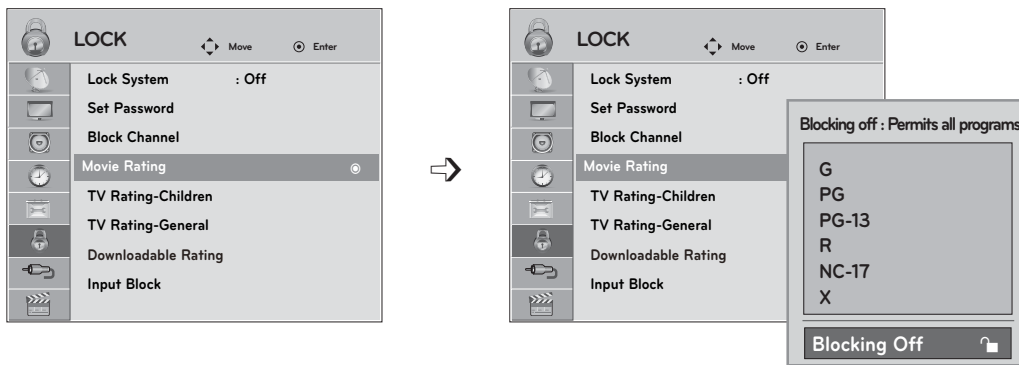 LOCK Move Enter
Lock System : Off
Set Password
Block Channel
Movie Rating
TV Rating-Children
TV Rating-General
Downloadable Rating
Input Block
LOCK Move Enter
Lock System : Off
Set Password
Block Channel
Movie Rating
TV Rating-Children
TV Rating-General
Downloadable Rating
Input Block
Blocking off : Permits all programs
G
PG
PG-13
R
NC-17
X
Blocking Off